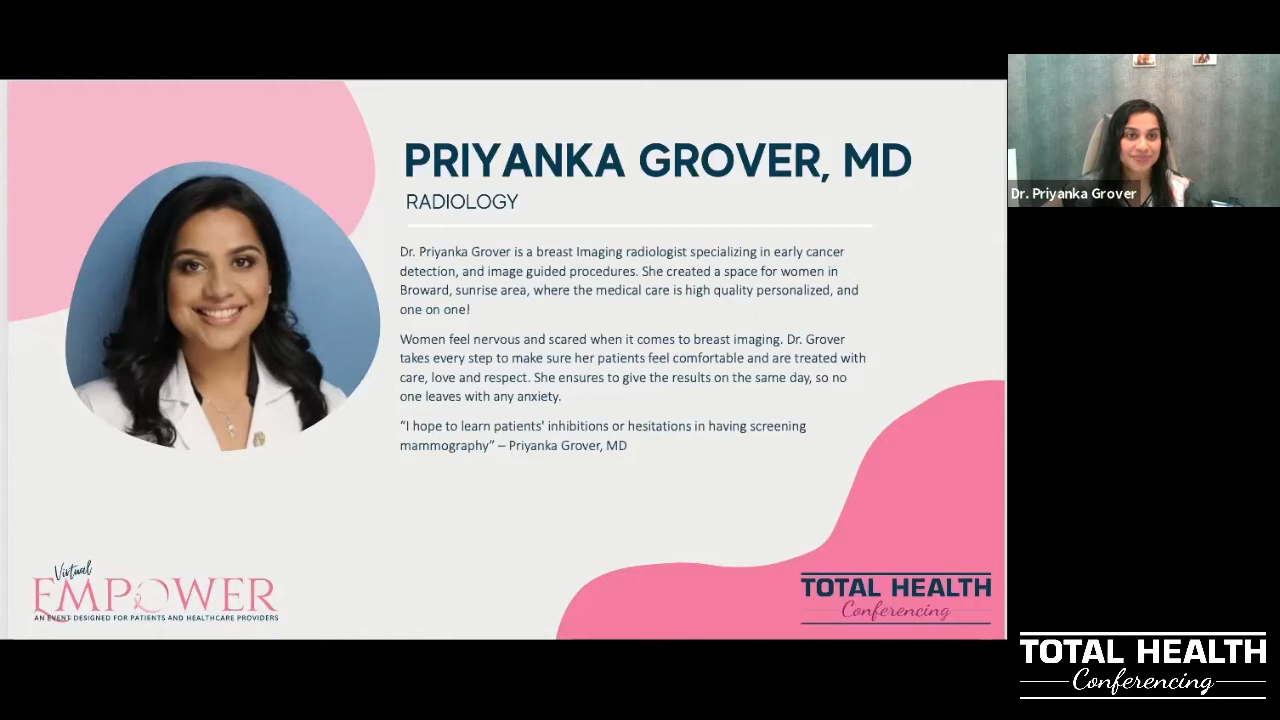 PRIYANKA GROVER, MD
RADIOLOGY
Dr. Priyanka Grover is a breast Imaging radiologist specializing in early cancer
detection, and image guided procedures. She created a space for women in
Broward, sunrise area, where the medical care is high quality personalized, and
one on one!
Women feel nervous and scared when it comes to breast imaging. Dr. Grover
takes every step to make sure her patients feel comfortable and are treated with
care, love and respect. She ensures to give the results on the same day, so no
one leaves with any anxiety.
“I hope to learn patients' inhibitions or hesitations in having screening
mammography” – Priyanka Grover, MD
Virtual
EMPOWER
AN EVENT DESIGNED FOR PATIENTS AND HEALTHCARE PROVIDERS
TOTAL HEALTH
Conferencing
Dr. Priyanka Grover
TOTAL HEALTH
Conferencing